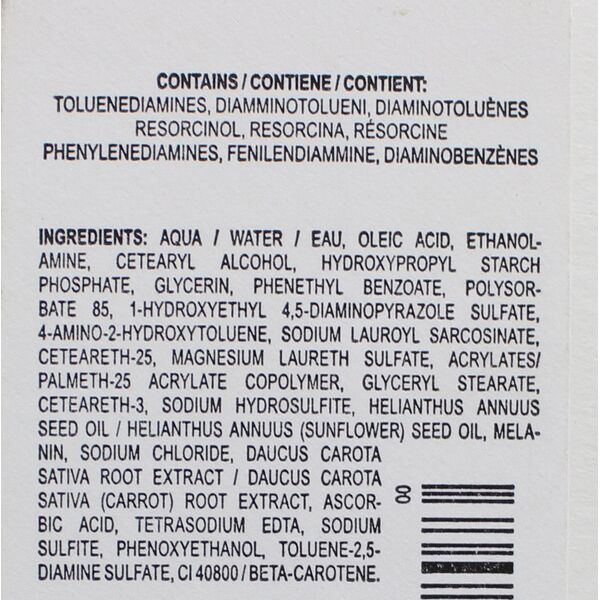 CONTAINS / CONTIENE / CONTIENT:
TOLUENEDIAMINES, DIAMMINOTOLUENI, DIAMINOTOLUÈNES
RESORCINOL, RESORCINA, RÉSORCINE
PHENYLENEDIAMINES, FENILENDIAMMINE, DIAMINOBENZÈNES
INGREDIENTS: AQUA / WATER / EAU, OLEIC ACID, ETHANOL-
AMINE, CETEARYL ALCOHOL, HYDROXYPROPYL STARCH
PHOSPHATE, GLYCERIN, PHENETHYL BENZOATE, POLYSOR-
BATE 85, 1-HYDROXYETHYL 4,5-DIAMINOPYRAZOLE SULFATE,
4-AMINO-2-HYDROXYTOLUENE, SODIUM LAUROYL SARCOSINATE,
CETEARETH-25, MAGNESIUM LAURETH SULFATE, ACRYLATES/
PALMETH-25 ACRYLATE COPOLYMER, GLYCERYL STEARATE,
CETEARETH-3, SODIUM HYDROSULFITE, HELIANTHUS ANNUUS
SEED OIL / HELIANTHUS ANNUUS (SUNFLOWER) SEED OIL, MELA-
NIN, SODIUM CHLORIDE, DAUCUS CAROTA
SATIVA ROOT EXTRACT / DAUCUS CAROTA
SATIVA (CARROT) ROOT EXTRACT, ASCOR-
BIC ACID, TETRASODIUM EDTA, SODIUM
SULFITE, PHENOXYETHANOL, TOLUENE-2,5-
DIAMINE SULFATE, CI 40800 / BETA-CAROTENE.
00